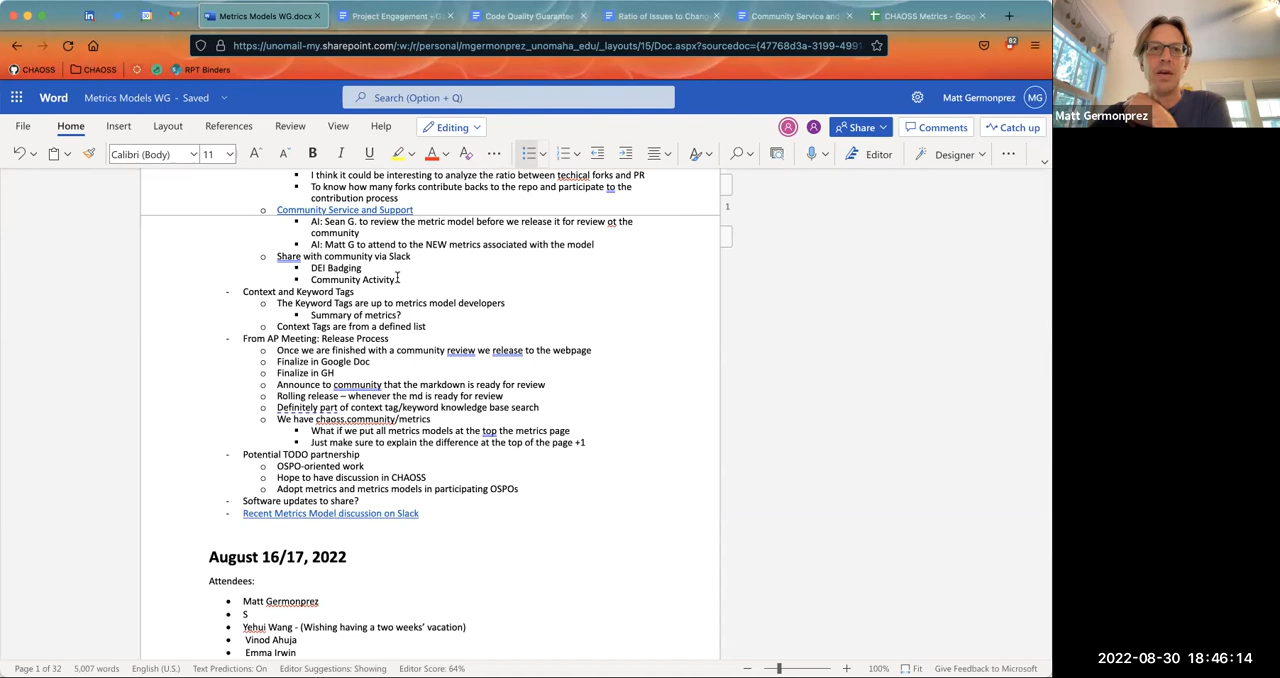 Metrics Models WG.docx
Project Engagement - G
Code Quality Guarantee
Ratio of Issues to Change
Community Service and
CHAOSS Metrics - Goog
https://unomail-my.sharepoint.com/:w:/r/personal/mgermonprez_unomaha_edu/_layouts/15/Doc.aspx?sourcedoc={47768d3a-3199-4991
82
CHAOSS
CHAOSS
RPT Binders
Word
Metrics Models WG - Saved
Search (Option + Q)
Matt Germonprez
MG
File
Home
Insert
Layout
References
Review
View
Help
Editing
Share
Comments
Catch up
Calibri (Body)
11
Editor
Designer
I think it could be interesting to analyze the ratio between techical forks and PR
To know how many forks contribute backs to the repo and participate to the
contribution process
Community Service and Support
AI: Sean G. to review the metric model before we release it for review ot the
community
AI: Matt G to attend to the NEW metrics associated with the model
Share with community via Slack
DEI Badging
Community Activity
- Context and Keyword Tags
The Keyword Tags are up to metrics model developers
Summary of metrics?
Context Tags are from a defined list
- From AP Meeting: Release Process
Once we are finished with a community review we release to the webpage
Finalize in Google Doc
Finalize in GH
Announce to community that the markdown is ready for review
Rolling release – whenever the md is ready for review
Definitely part of context tag/keyword knowledge base search
We have chaoss.community/metrics
What if we put all metrics models at the top the metrics page
Just make sure to explain the difference at the top of the page +1
- Potential TODO partnership
OSPO-oriented work
Hope to have discussion in CHAOSS
Adopt metrics and metrics models in participating OSPOs
- Software updates to share?
- Recent Metrics Model discussion on Slack
1
August 16/17, 2022
Attendees:
Matt Germonprez
S
Yehui Wang - (Wishing having a two weeks' vacation)
Vinod Ahuja
Emma Irwin
Page 1 of 32
5,007 words
English (U.S.)
Text Predictions: On
Editor Suggestions: Showing
Editor Score: 64%
100%
Fit
Give Feedback to Microsoft
Matt Germonprez
2022-08-30 18:46:14